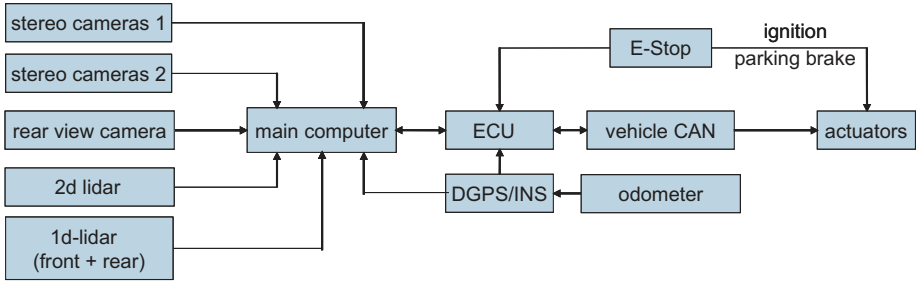 stereo cameras 1
stereo cameras 2
rear view camera
2d lidar
1d-lidar
(front + rear)
main computer
E-Stop
ignition
parking brake
ECU
vehicle CAN
actuators
DGPS/INS
odometer